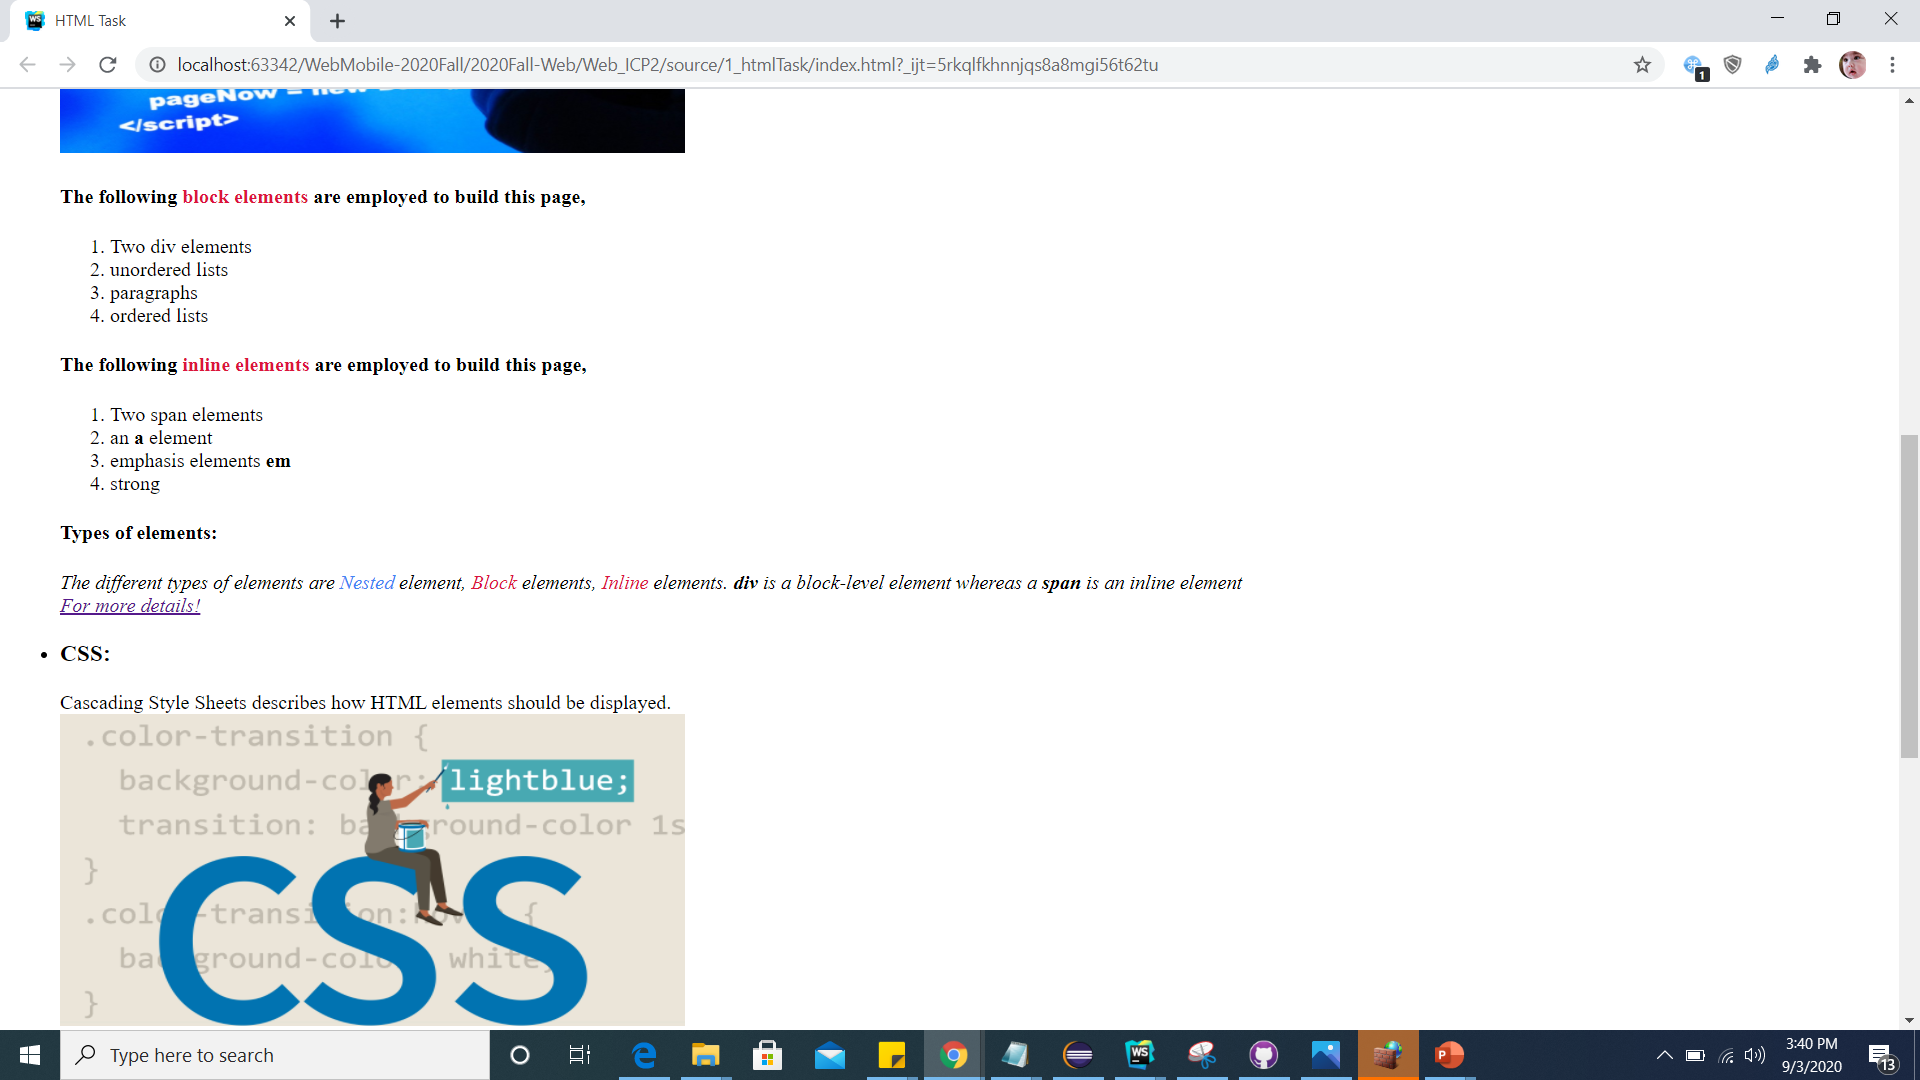 HTML Task
localhost:63342/WebMobile-2020Fall/2020Fall-Web/Web_ICP2/source/1_htmlTask/index.html?_ijt=5rkqlfkhnnjqs8a8mgi56t62tu
1
pageNow = new
</script>
The following block elements are employed to build this page,
1. Two div elements
2. unordered lists
3. paragraphs
4. ordered lists
The following inline elements are employed to build this page,
1. Two span elements
2. an a element
3. emphasis elements em
4. strong
Types of elements:
The different types of elements are Nested element, Block elements, Inline elements. div is a block-level element whereas a span is an inline element
For more details!
• CSS:
Cascading Style Sheets describes how HTML elements should be displayed.
.color-transition {
background-color: lightblue;
transition: background-color 1s
}
.color-transition:hover {
background-color: white;
}
CSS
Type here to search
WS
P
3:40 PM
9/3/2020
13